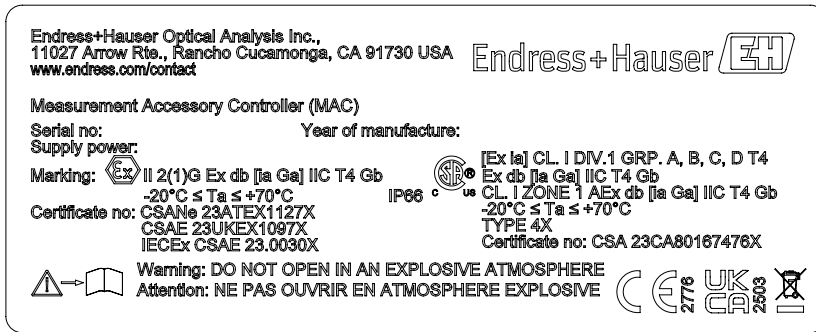 Endress+Hauser Optical Analysis Inc.,
11027 Arrow Rte., Rancho Cucamonga, CA 91730 USA
www.endress.com/contact
Endress+Hauser EH
Measurement Accessory Controller (MAC)
Serial no:
Year of manufacture:
Supply power:
Marking: Ex II 2(1)G Ex db [ia Ga] IIC T4 Gb
-20°C ≤ Ta ≤ +70°C
IP66
Certificate no: CSANe 23ATEX1127X
CSAE 23UKEX1097X
IECEx CSAE 23.0030X
C SA ® US
[Ex ia] CL. I DIV.1 GRP. A, B, C, D T4
Ex db [ia Ga] IIC T4 Gb
CL. I ZONE 1 AEx db [ia Ga] IIC T4 Gb
-20°C ≤ Ta ≤ +70°C
TYPE 4X
Certificate no: CSA 23CA80167476X
Warning: DO NOT OPEN IN AN EXPLOSIVE ATMOSPHERE
Attention: NE PAS OUVRIR EN ATMOSPHERE EXPLOSIVE
CE 2776
UK CA 2503